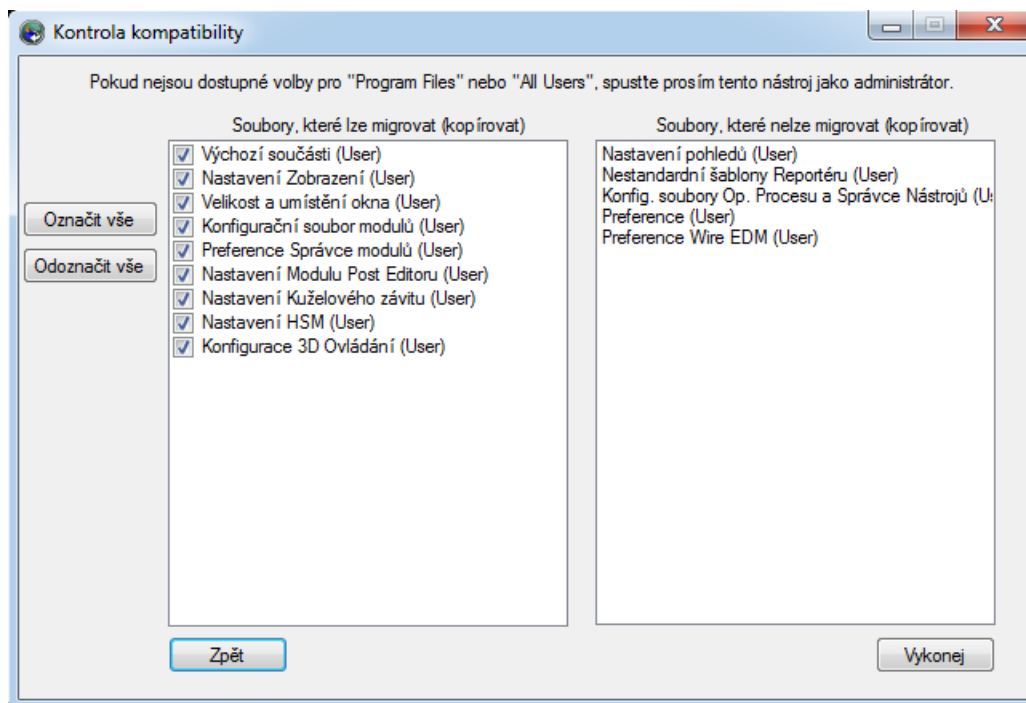 Kontrola kompatibility
Pokud nejsou dostupné volby pro "Program Files" nebo "All Users", spusťte prosím tento nástroj jako administrátor.
Soubory, které lze migrovat (kopírovat)
Soubory, které nelze migrovat (kopírovat)
Označit vše
Odoznačit vše
Výchozí součásti (User)
Nastavení Zobrazení (User)
Velikost a umístění okna (User)
Konfigurační soubor modulů (User)
Preference Správce modulů (User)
Nastavení Modulu Post Editoru (User)
Nastavení Kuželového závitu (User)
Nastavení HSM (User)
Konfigurace 3D Ovládání (User)
Nastavení pohledů (User)
Nestandardní šablony Reportéru (User)
Konfig. soubory Op. Procesu a Správce Nástrojů
Preference (User)
Preference Wire EDM (User)
Zpět
Vykonej